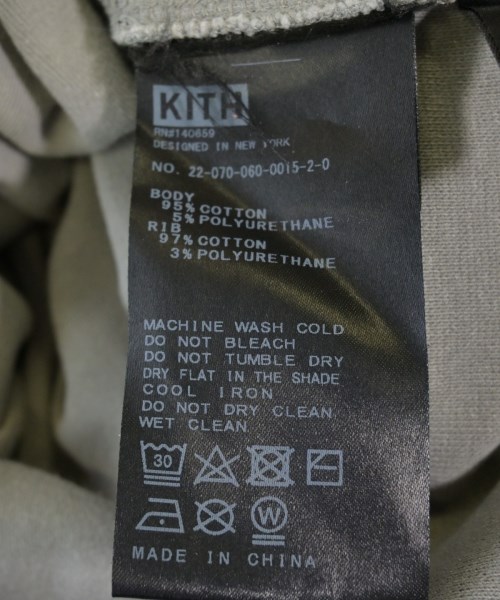 KITH
RN#140659
DESIGNED IN NEW YORK
NO. 22-070-060-0015-2-0
BODY
95% COTTON
5% POLYURETHANE
RIB
97% COTTON
3% POLYURETHANE
MACHINE WASH COLD
DO NOT BLEACH
DO NOT TUMBLE DRY
DRY FLAT IN THE SHADE
COOL IRON
DO NOT DRY CLEAN.
WET CLEAN.
30
W
MADE IN CHINA